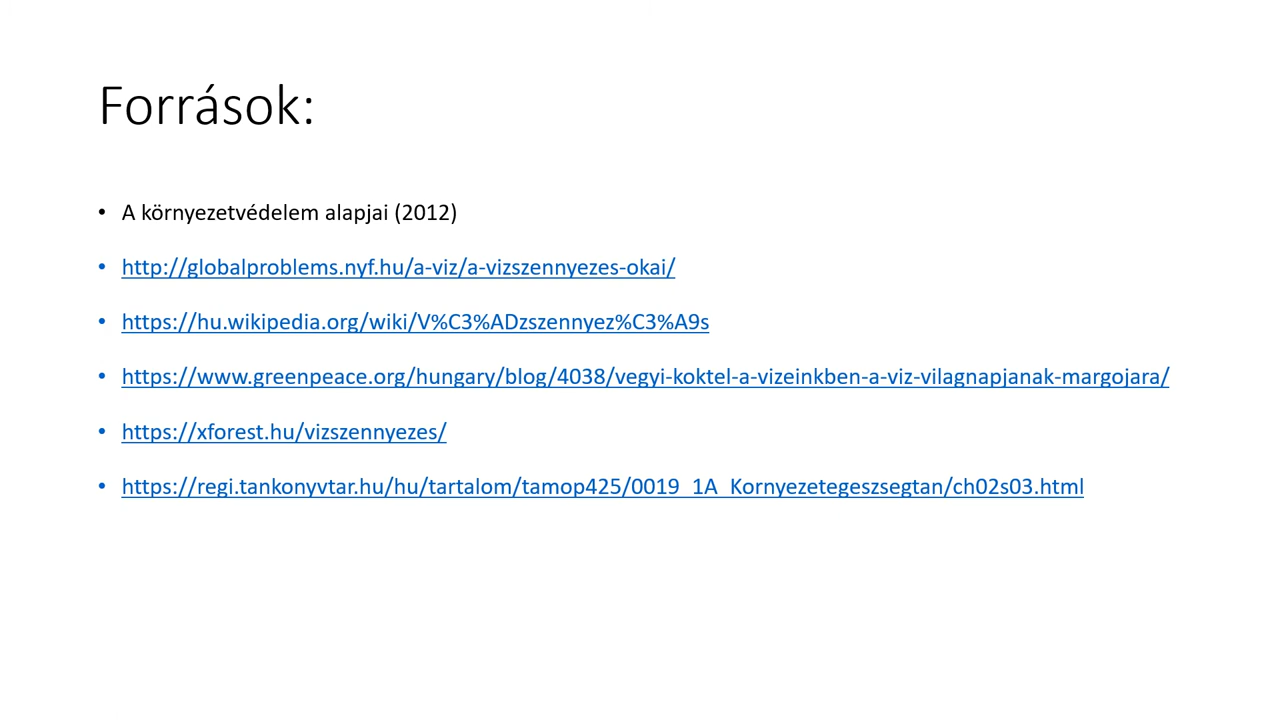 Források:
• A környezetvédelem alapjai (2012)
• http://globalproblems.nyf.hu/a-viz/a-vizszennyezes-okai/
• https://hu.wikipedia.org/wiki/V%C3%ADzszennyez%C3%A9s
• https://www.greenpeace.org/hungary/blog/4038/vegyi-koktel-a-vizeinkben-a-viz-vilagnapjanak-margojara/
• https://xforest.hu/vizszennyezes/
• https://regi.tankonyvtar.hu/hu/tartalom/tamop425/0019_1A_Kornyezetegeszsegtan/ch02s03.html